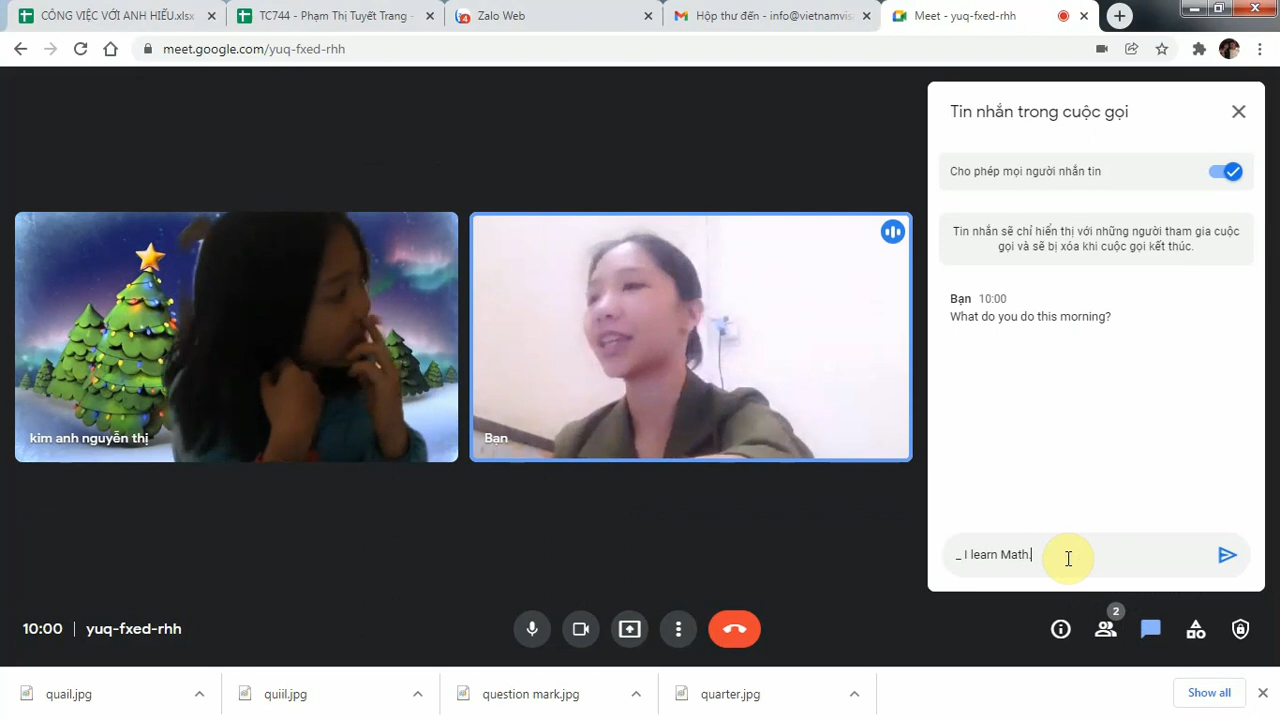 CÔNG VIỆC VỚI ANH HIẾU.xlsx
TC744 - Phạm Thị Tuyết Trang -
Zalo Web
Hộp thư đến - info@vietnamvis
Meet - yuq-fxed-rhh
meet.google.com/yuq-fxed-rhh
Tin nhắn trong cuộc gọi
Cho phép mọi người nhắn tin
Tin nhắn sẽ chỉ hiển thị với những người tham gia cuộc
gọi và sẽ bị xóa khi cuộc gọi kết thúc.
Bạn 10:00
What do you do this morning?
kim anh nguyễn thị
Bạn
_ I learn Math.
10:00 | yuq-fxed-rhh
2
quail.jpg
quiil.jpg
question mark.jpg
quarter.jpg
Show all